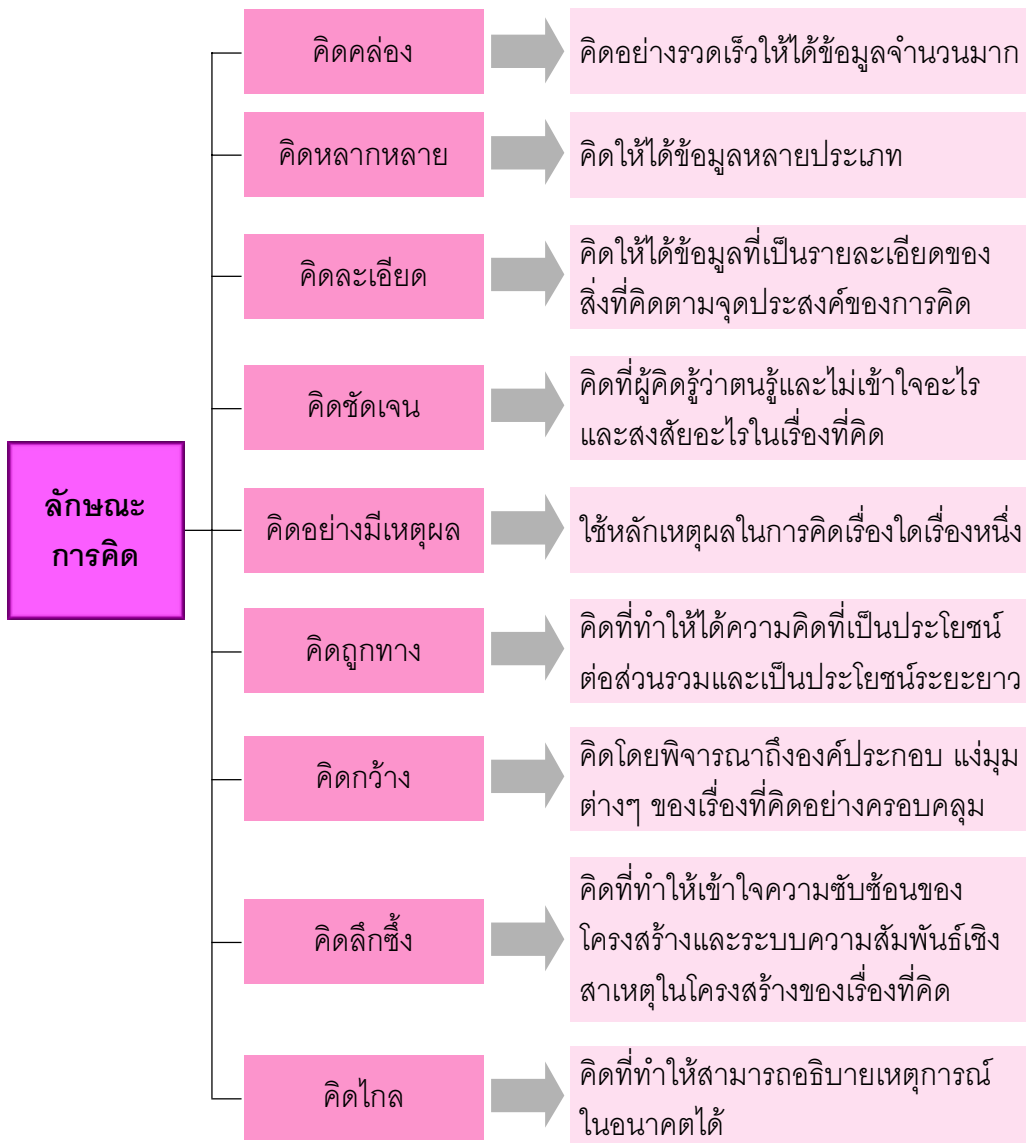 ลักษณะ
การคิด
คิดคล่อง
คิดอย่างรวดเร็วให้ได้ข้อมูลจำนวนมาก
คิดหลากหลาย
คิดให้ได้ข้อมูลหลายประเภท
คิดละเอียด
คิดให้ได้ข้อมูลที่เป็นรายละเอียดของ
สิ่งที่คิดตามจุดประสงค์ของการคิด
คิดชัดเจน
คิดที่ผู้คิดรู้ว่าตนรู้และไม่เข้าใจอะไร
และสงสัยอะไรในเรื่องที่คิด
คิดอย่างมีเหตุผล
ใช้หลักเหตุผลในการคิดเรื่องใดเรื่องหนึ่ง
คิดถูกทาง
คิดที่ทำให้ได้ความคิดที่เป็นประโยชน์
ต่อส่วนรวมและเป็นประโยชน์ระยะยาว
คิดกว้าง
คิดโดยพิจารณาถึงองค์ประกอบ แง่มุม
ต่างๆ ของเรื่องที่คิดอย่างครอบคลุม
คิดลึกซึ้ง
คิดที่ทำให้เข้าใจความซับซ้อนของ
โครงสร้างและระบบความสัมพันธ์เชิง
สาเหตุในโครงสร้างของเรื่องที่คิด
คิดไกล
คิดที่ทำให้สามารถอธิบายเหตุการณ์
ในอนาคตได้